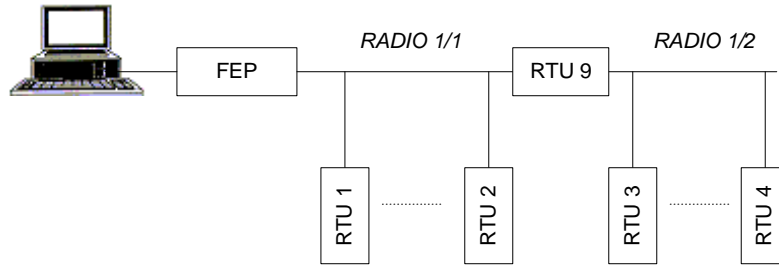 RADIO 1/1
RADIO 1/2
FEP
RTU 9
RTU 1
RTU 2
RTU 3
RTU 4